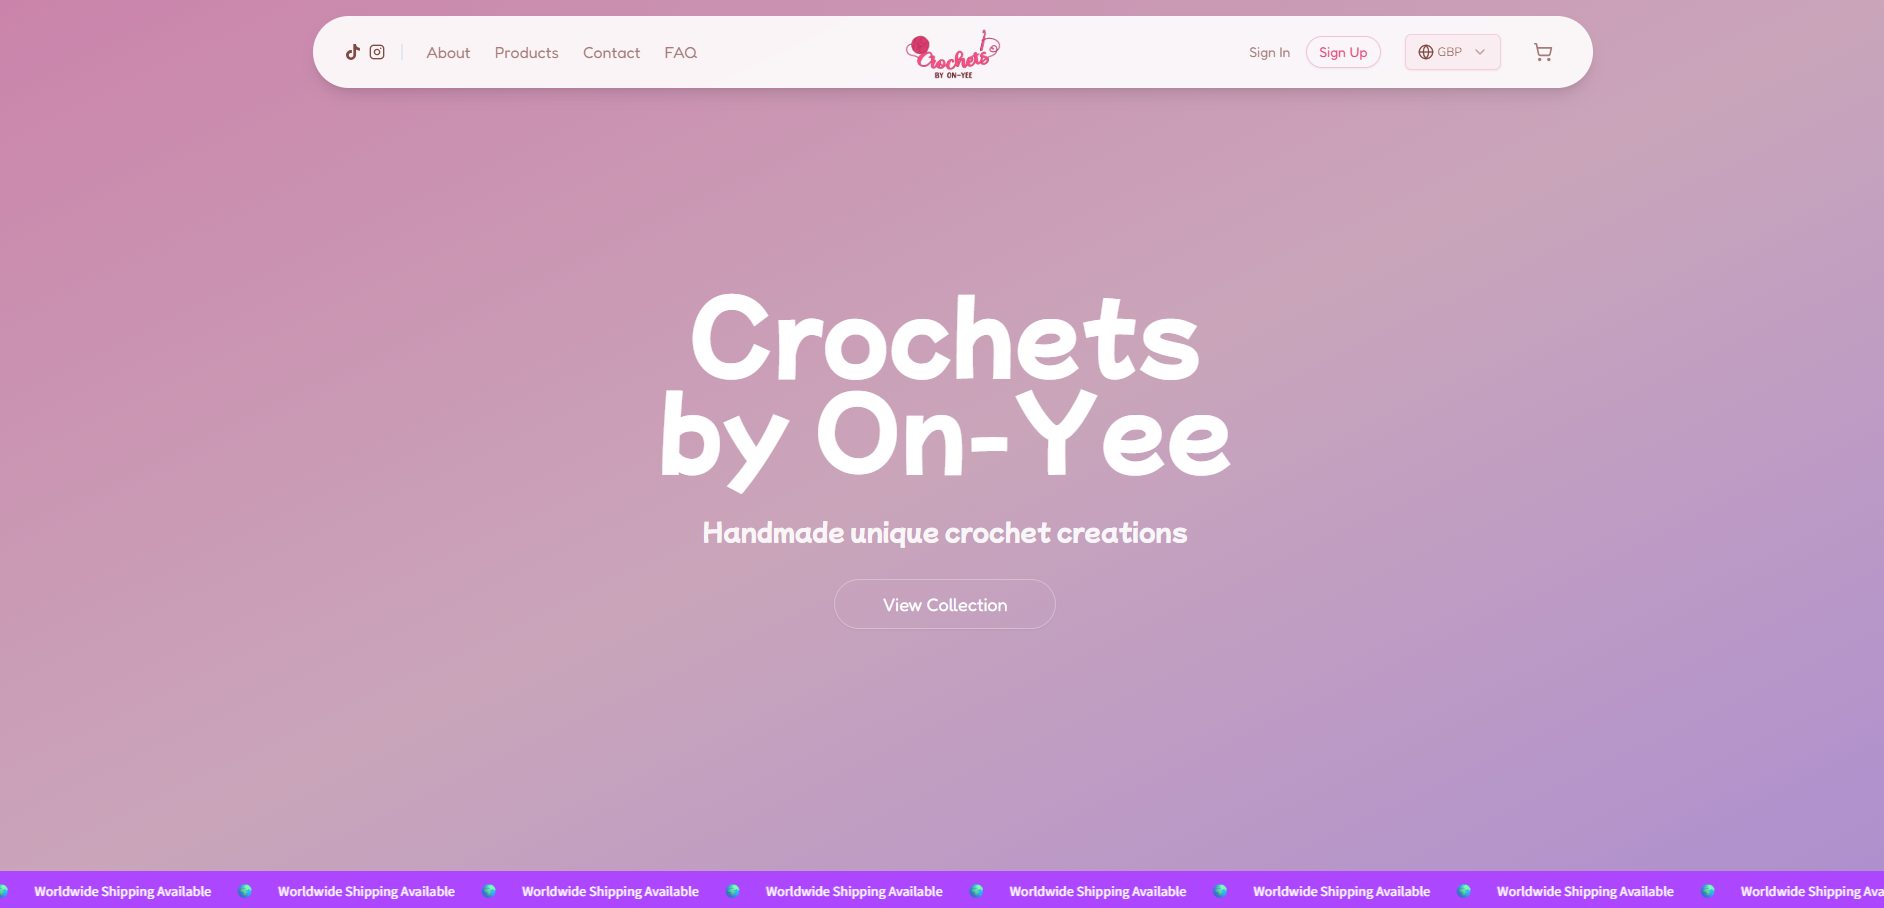 About Products Contact FAQ
Crochets
BY ON-YEE
Sign In Sign Up GBP
Crochets
by On-Yee
Handmade unique crochet creations
View Collection
Worldwide Shipping Available Worldwide Shipping Available Worldwide Shipping Available Worldwide Shipping Available Worldwide Shipping Available Worldwide Shipping Available Worldwide Shipping Available Worldwide Shipping Ava